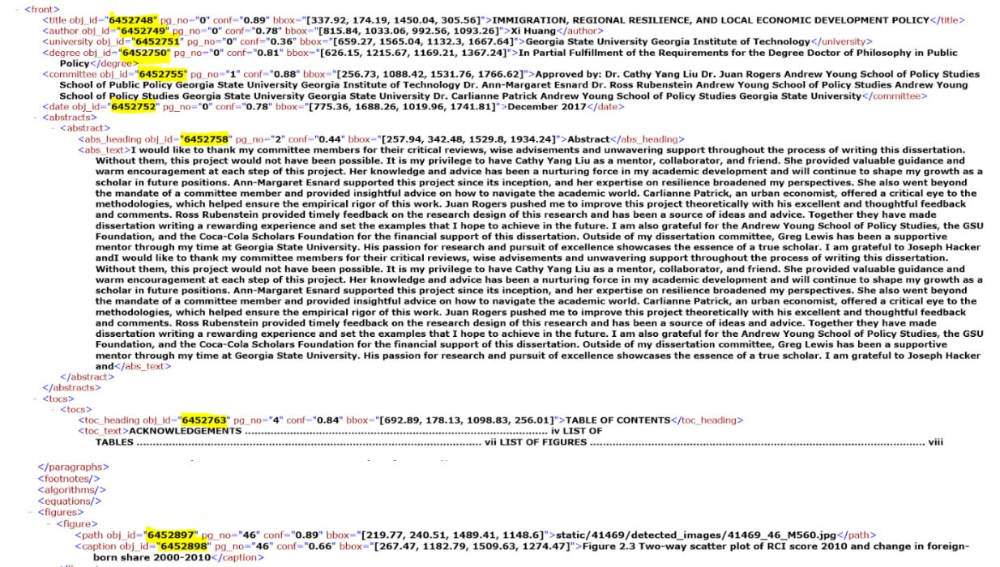 - <front>
<title obj_id="6452748" pg_no="0" conf="0.89" bbox="[337.92, 174.19, 1450.04, 305.56]">IMMIGRATION, REGIONAL RESILIENCE, AND LOCAL ECONOMIC DEVELOPMENT POLICY</title>
<author obj_id="6452749" pg_no="0" conf="0.78" bbox="[815.84, 1033.06, 992.56, 1093.26]">Xi Huang</author>
<university obj_id="6452751" pg_no="0" conf="0.36" bbox="[659.27, 1565.04, 1132.3, 1667.64]">Georgia State University Georgia Institute of Technology</university>
<degree obj_id="6452750" pg_no="0" conf="0.81" bbox="[626.15, 1215.67, 1169.21, 1367.24]">In Partial Fulfillment of the Requirements for the Degree Doctor of Philosophy in Public
Policy</degree>
<committee obj_id="6452755" pg_no="1" conf="0.88" bbox="[256.73, 1088.42, 1531.76, 1766.62]">Approved by: Dr. Cathy Yang Liu Dr. Juan Rogers Andrew Young School of Policy Studies
School of Public Policy Georgia State University Georgia Institute of Technology Dr. Ann-Margaret Esnard Dr. Ross Rubenstein Andrew Young School of Policy Studies Andrew Young
School of Policy Studies Georgia State University Georgia State University Dr. Carlianne Patrick Andrew Young School of Policy Studies Georgia State University</committee>
<date obj_id="6452752" pg_no="0" conf="0.78" bbox="[775.36, 1688.26, 1019.96, 1741.81]">December 2017</date>
- <abstracts>
- <abstract>
<abs_heading obj_id="6452758" pg_no="2" conf="0.44" bbox="[257.94, 342.48, 1529.8, 1934.24]">Abstract</abs_heading>
<abs_text>I would like to thank my committee members for their critical reviews, wise advisements and unwavering support throughout the process of writing this dissertation.
Without them, this project would not have been possible. It is my privilege to have Cathy Yang Liu as a mentor, collaborator, and friend. She provided valuable guidance and
warm encouragement at each step of this project. Her knowledge and advice has been a nurturing force in my academic development and will continue to shape my growth as a
scholar in future positions. Ann-Margaret Esnard supported this project since its inception, and her expertise on resilience broadened my perspectives. She also went beyond
the mandate of a committee member and provided insightful advice on how to navigate the academic world. Carlianne Patrick, an urban economist, offered a critical eye to the
methodologies, which helped ensure the empirical rigor of this work. Juan Rogers pushed me to improve this project theoretically with his excellent and thoughtful feedback
and comments. Ross Rubenstein provided timely feedback on the research design of this research and has been a source of ideas and advice. Together they have made
dissertation writing a rewarding experience and set the examples that I hope to achieve in the future. I am also grateful for the Andrew Young School of Policy Studies, the GSU
Foundation, and the Coca-Cola Scholars Foundation for the financial support of this dissertation. Outside of my dissertation committee, Greg Lewis has been a supportive
mentor through my time at Georgia State University. His passion for research and pursuit of excellence showcases the essence of a true scholar. I am grateful to Joseph Hacker
andI would like to thank my committee members for their critical reviews, wise advisements and unwavering support throughout the process of writing this dissertation.
Without them, this project would not have been possible. It is my privilege to have Cathy Yang Liu as a mentor, collaborator, and friend. She provided valuable guidance and
warm encouragement at each step of this project. Her knowledge and advice has been a nurturing force in my academic development and will continue to shape my growth as a
scholar in future positions. Ann-Margaret Esnard supported this project since its inception, and her expertise on resilience broadened my perspectives. She also went beyond
the mandate of a committee member and provided insightful advice on how to navigate the academic world. Carlianne Patrick, an urban economist, offered a critical eye to the
methodologies, which helped ensure the empirical rigor of this work. Juan Rogers pushed me to improve this project theoretically with his excellent and thoughtful feedback
and comments. Ross Rubenstein provided timely feedback on the research design of this research and has been a source of ideas and advice. Together they have made
dissertation writing a rewarding experience and set the examples that I hope to achieve in the future. I am also grateful for the Andrew Young School of Policy Studies, the GSU
Foundation, and the Coca-Cola Scholars Foundation for the financial support of this dissertation. Outside of my dissertation committee, Greg Lewis has been a supportive
mentor through my time at Georgia State University. His passion for research and pursuit of excellence showcases the essence of a true scholar. I am grateful to Joseph Hacker
and</abs_text>
</abstract>
</abstracts>
- <tocs>
- <tocs>
<toc_heading obj_id="6452763" pg_no="4" conf="0.84" bbox="[692.89, 178.13, 1098.83, 256.01]">TABLE OF CONTENTS</toc_heading>
<toc_text>ACKNOWLEDGEMENTS ........................................ iv LIST OF
TABLES ........................................ vii LIST OF FIGURES ........................................ viii
</paragraphs>
<footnotes/>
<algorithms/>
<equations/>
- <figures>
- <figure>
<path obj_id="6452897" pg_no="46" conf="0.89" bbox="[219.77, 240.51, 1489.41, 1148.6]">static/41469/detected_images/41469_46_M560.jpg</path>
<caption obj_id="6452898" pg_no="46" conf="0.66" bbox="[267.47, 1182.79, 1509.63, 1274.47]">Figure 2.3 Two-way scatter plot of RCI score 2010 and change in foreign-
born share 2000-2010</caption>